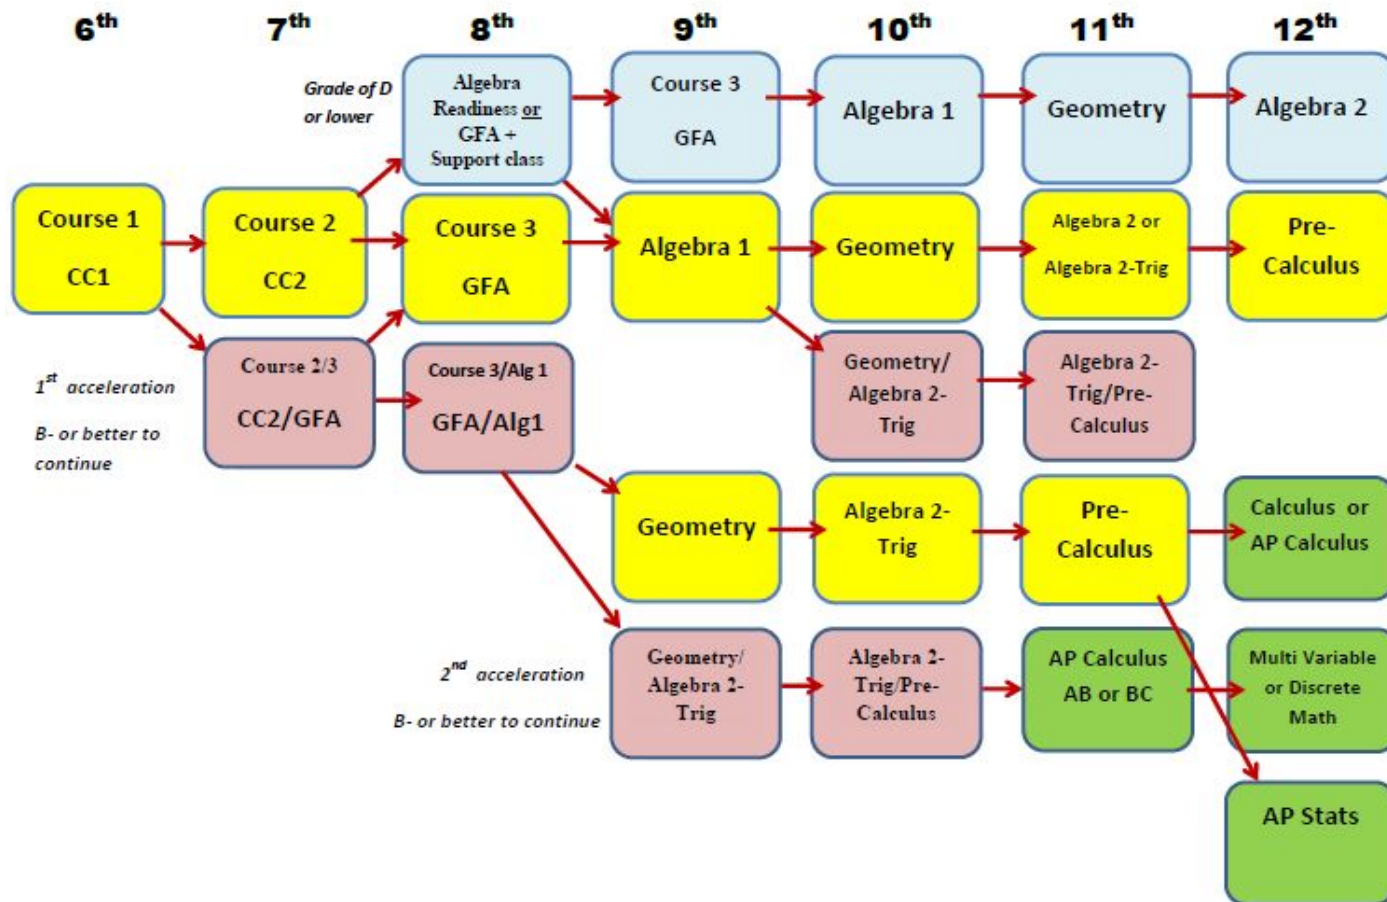 6th 7th 8th 9th 10th 11th 12th
Grade of D
or lower
Algebra
Readiness or
GFA +
Support class
Course 3
GFA
Algebra 1
Geometry
Algebra 2
Course 1
CC1
Course 2
CC2
Course 3
GFA
Algebra 1
Geometry
Algebra 2 or
Algebra 2-Trig
Pre-
Calculus
1st acceleration
B- or better to
continue
Course 2/3
CC2/GFA
Course 3/Alg 1
GFA/Alg1
Geometry/
Algebra 2-
Trig
Algebra 2-
Trig/Pre-
Calculus
Geometry
Algebra 2-
Trig
Pre-
Calculus
Calculus or
AP Calculus
2nd acceleration
B- or better to continue
Geometry/
Algebra 2-
Trig
Algebra 2-
Trig/Pre-
Calculus
AP Calculus
AB or BC
Multi Variable
or Discrete
Math
AP Stats